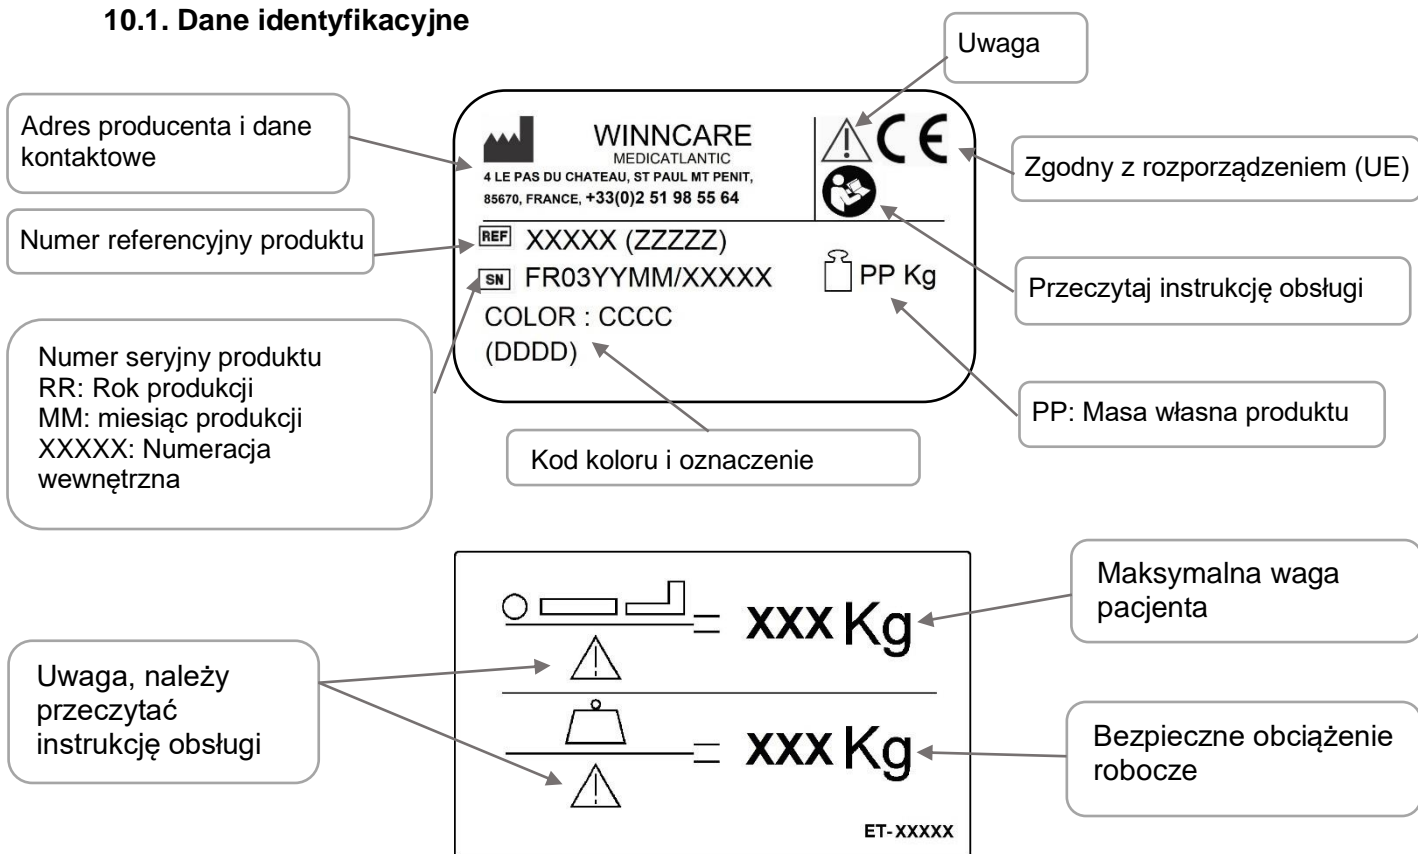 10.1. Dane identyfikacyjne
Uwaga
Adres producenta i dane
kontaktowe
WINNCARE
MEDICATLANTIC
4 LE PAS DU CHATEAU, ST PAUL MT PENIT,
85670, FRANCE, +33(0)2 51 98 55 64
CE
Zgodny z rozporządzeniem (UE)
Numer referencyjny produktu
REF XXXXX (ZZZZZ)
SN FR03YYMM/XXXXX
COLOR : CCCC
(DDDD)
PP Kg
Przeczytaj instrukcję obsługi
Numer seryjny produktu
RR: Rok produkcji
MM: miesiąc produkcji
XXXXX: Numeracja
wewnętrzna
PP: Masa własna produktu
Kod koloru i oznaczenie
= XXX Kg
Maksymalna waga
pacjenta
Uwaga, należy
przeczytać
instrukcję obsługi
= XXX Kg
Bezpieczne obciążenie
robocze
ET-XXXXX